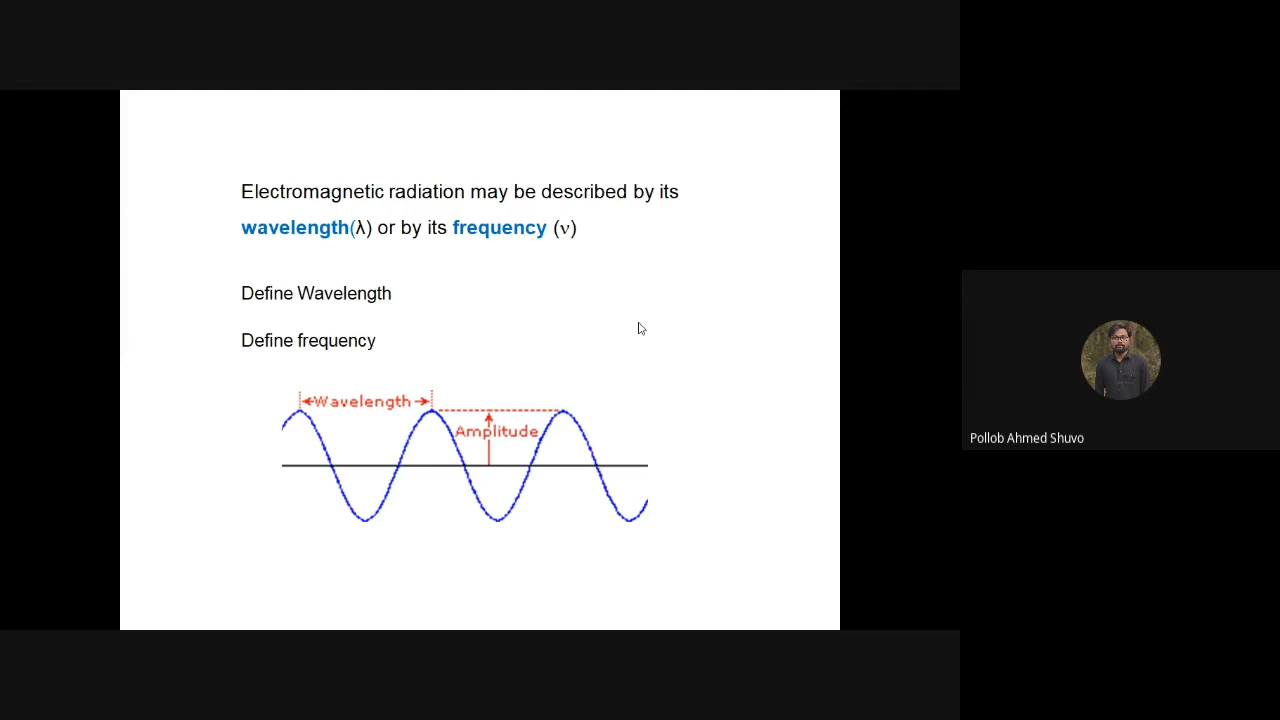 Electromagnetic radiation may be described by its
wavelength(λ) or by its frequency (ν)
Define Wavelength
Define frequency
Wavelength
Amplitude
Pollob Ahmed Shuvo